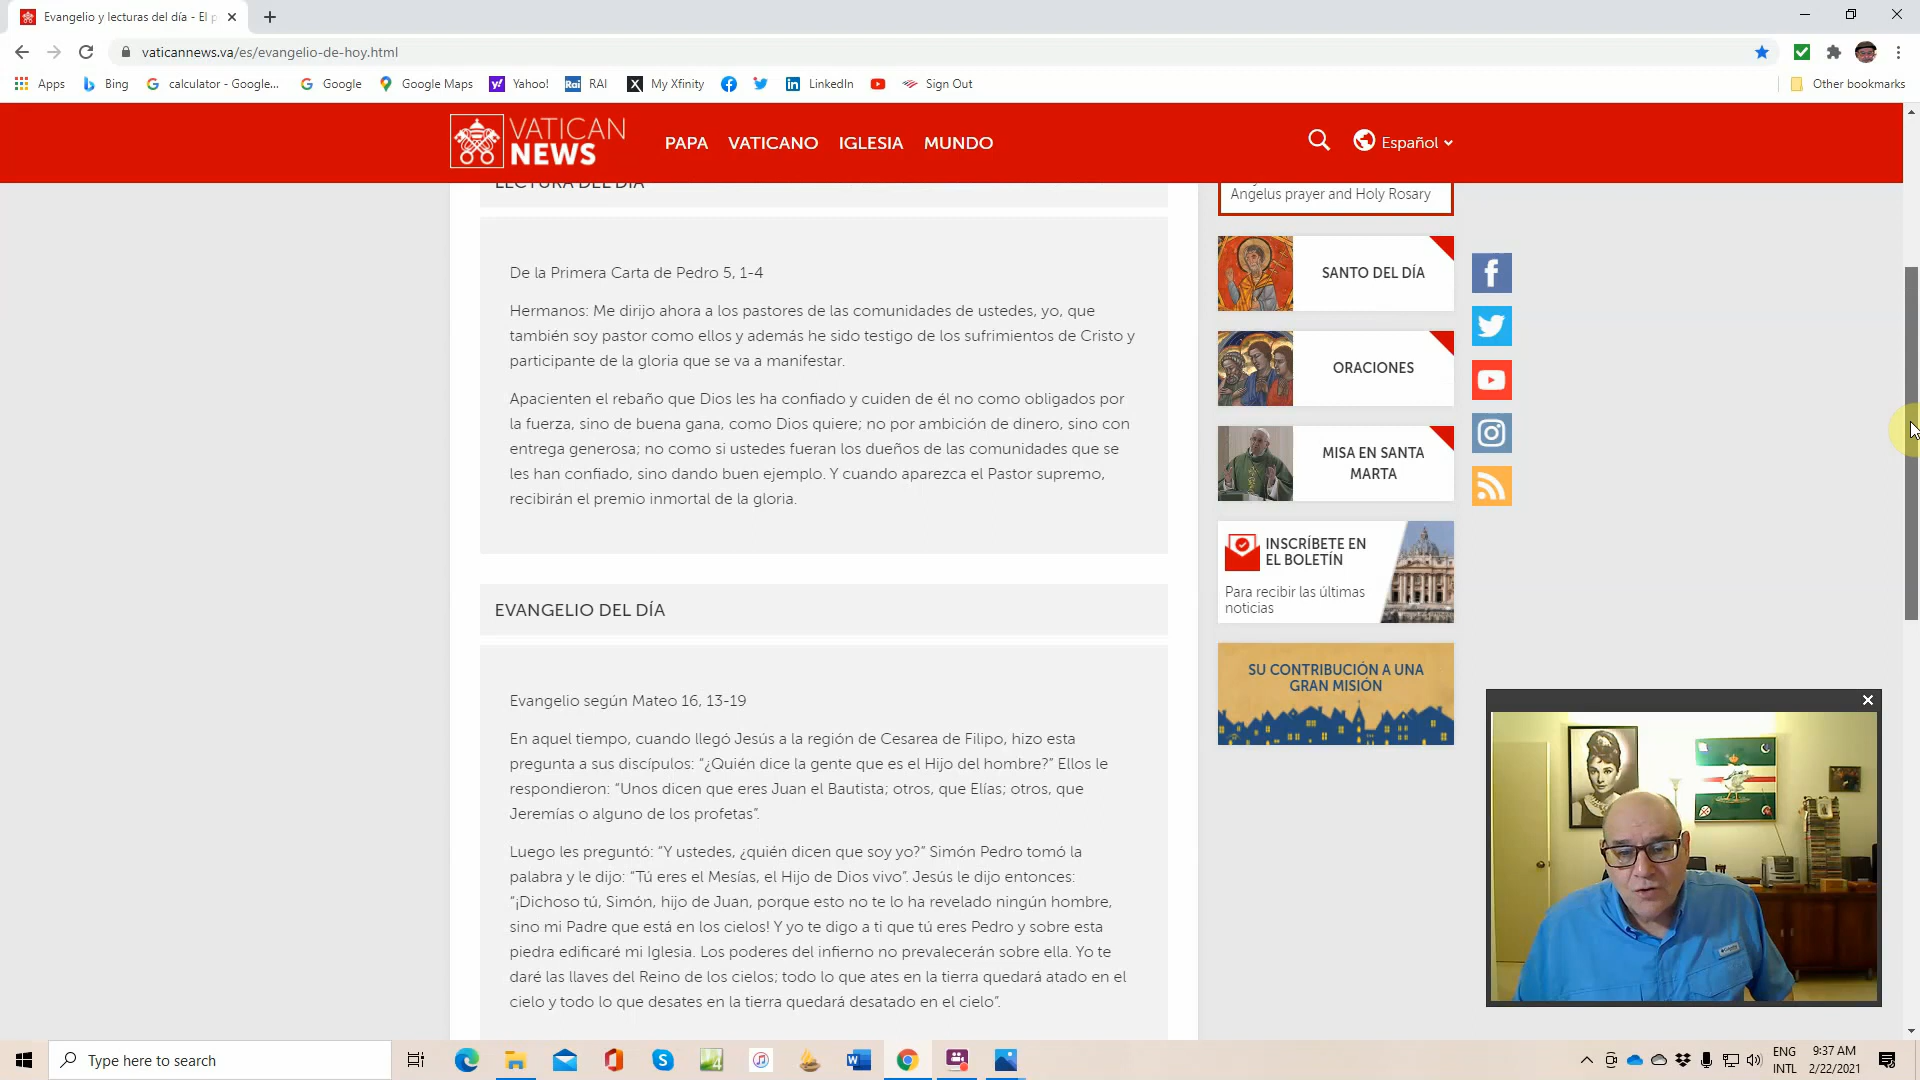 Evangelio y lecturas del día - El p
vaticannews.va/es/evangelio-de-hoy.html
Apps
Bing
calculator - Google...
Google
Google Maps
Yahoo!
RAI
My Xfinity
LinkedIn
Sign Out
Other bookmarks
VATICAN
NEWS
PAPA
VATICANO
IGLESIA
MUNDO
Español
LECTURA DEL DÍA
De la Primera Carta de Pedro 5, 1-4
Hermanos: Me dirijo ahora a los pastores de las comunidades de ustedes, yo, que
también soy pastor como ellos y además he sido testigo de los sufrimientos de Cristo y
participante de la gloria que se va a manifestar.
Apacienten el rebaño que Dios les ha confiado y cuiden de él no como obligados por
la fuerza, sino de buena gana, como Dios quiere; no por ambición de dinero, sino con
entrega generosa; no como si ustedes fueran los dueños de las comunidades que se
les han confiado, sino dando buen ejemplo. Y cuando aparezca el Pastor supremo,
recibirán el premio inmortal de la gloria.
EVANGELIO DEL DÍA
Evangelio según Mateo 16, 13-19
En aquel tiempo, cuando llegó Jesús a la región de Cesarea de Filipo, hizo esta
pregunta a sus discípulos: “¿Quién dice la gente que es el Hijo del hombre?” Ellos le
respondieron: “Unos dicen que eres Juan el Bautista; otros, que Elías; otros, que
Jeremías o alguno de los profetas”.
Luego les preguntó: “Y ustedes, ¿quién dicen que soy yo?” Simón Pedro tomó la
palabra y le dijo: “Tú eres el Mesías, el Hijo de Dios vivo”. Jesús le dijo entonces:
“¡Dichoso tú, Simón, hijo de Juan, porque esto no te lo ha revelado ningún hombre,
sino mi Padre que está en los cielos! Y yo te digo a ti que tú eres Pedro y sobre esta
piedra edificaré mi Iglesia. Los poderes del infierno no prevalecerán sobre ella. Yo te
daré las llaves del Reino de los cielos; todo lo que ates en la tierra quedará atado en el
cielo y todo lo que desates en la tierra quedará desatado en el cielo”.
Angelus prayer and Holy Rosary
SANTO DEL DÍA
ORACIONES
MISA EN SANTA
MARTA
INSCRÍBETE EN
EL BOLETÍN
Para recibir las últimas
noticias
SU CONTRIBUCIÓN A UNA
GRAN MISIÓN
Type here to search
ENG
INTL
9:37 AM
2/22/2021